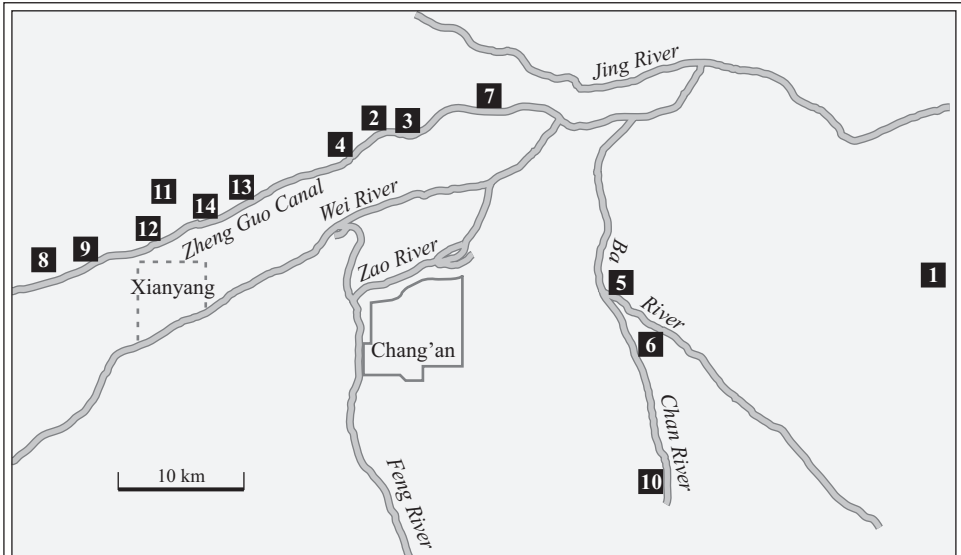 Jing River
7
2
3
4
13
11
14
12
Zheng Guo Canal
Wei River
8
9
Xianyang
Zao River
Ba River
1
5
6
Chang'an
Chan River
10
10 km
Feng River